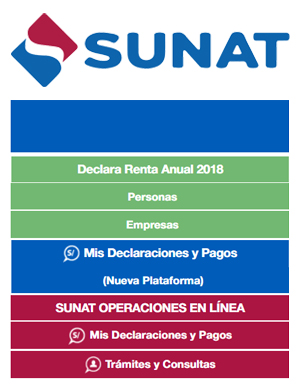 SUNAT
Declara Renta Anual 2018
Personas
Empresas
S/ Mis Declaraciones y Pagos
(Nueva Plataforma)
SUNAT OPERACIONES EN LÍNEA
S/ Mis Declaraciones y Pagos
Trámites y Consultas